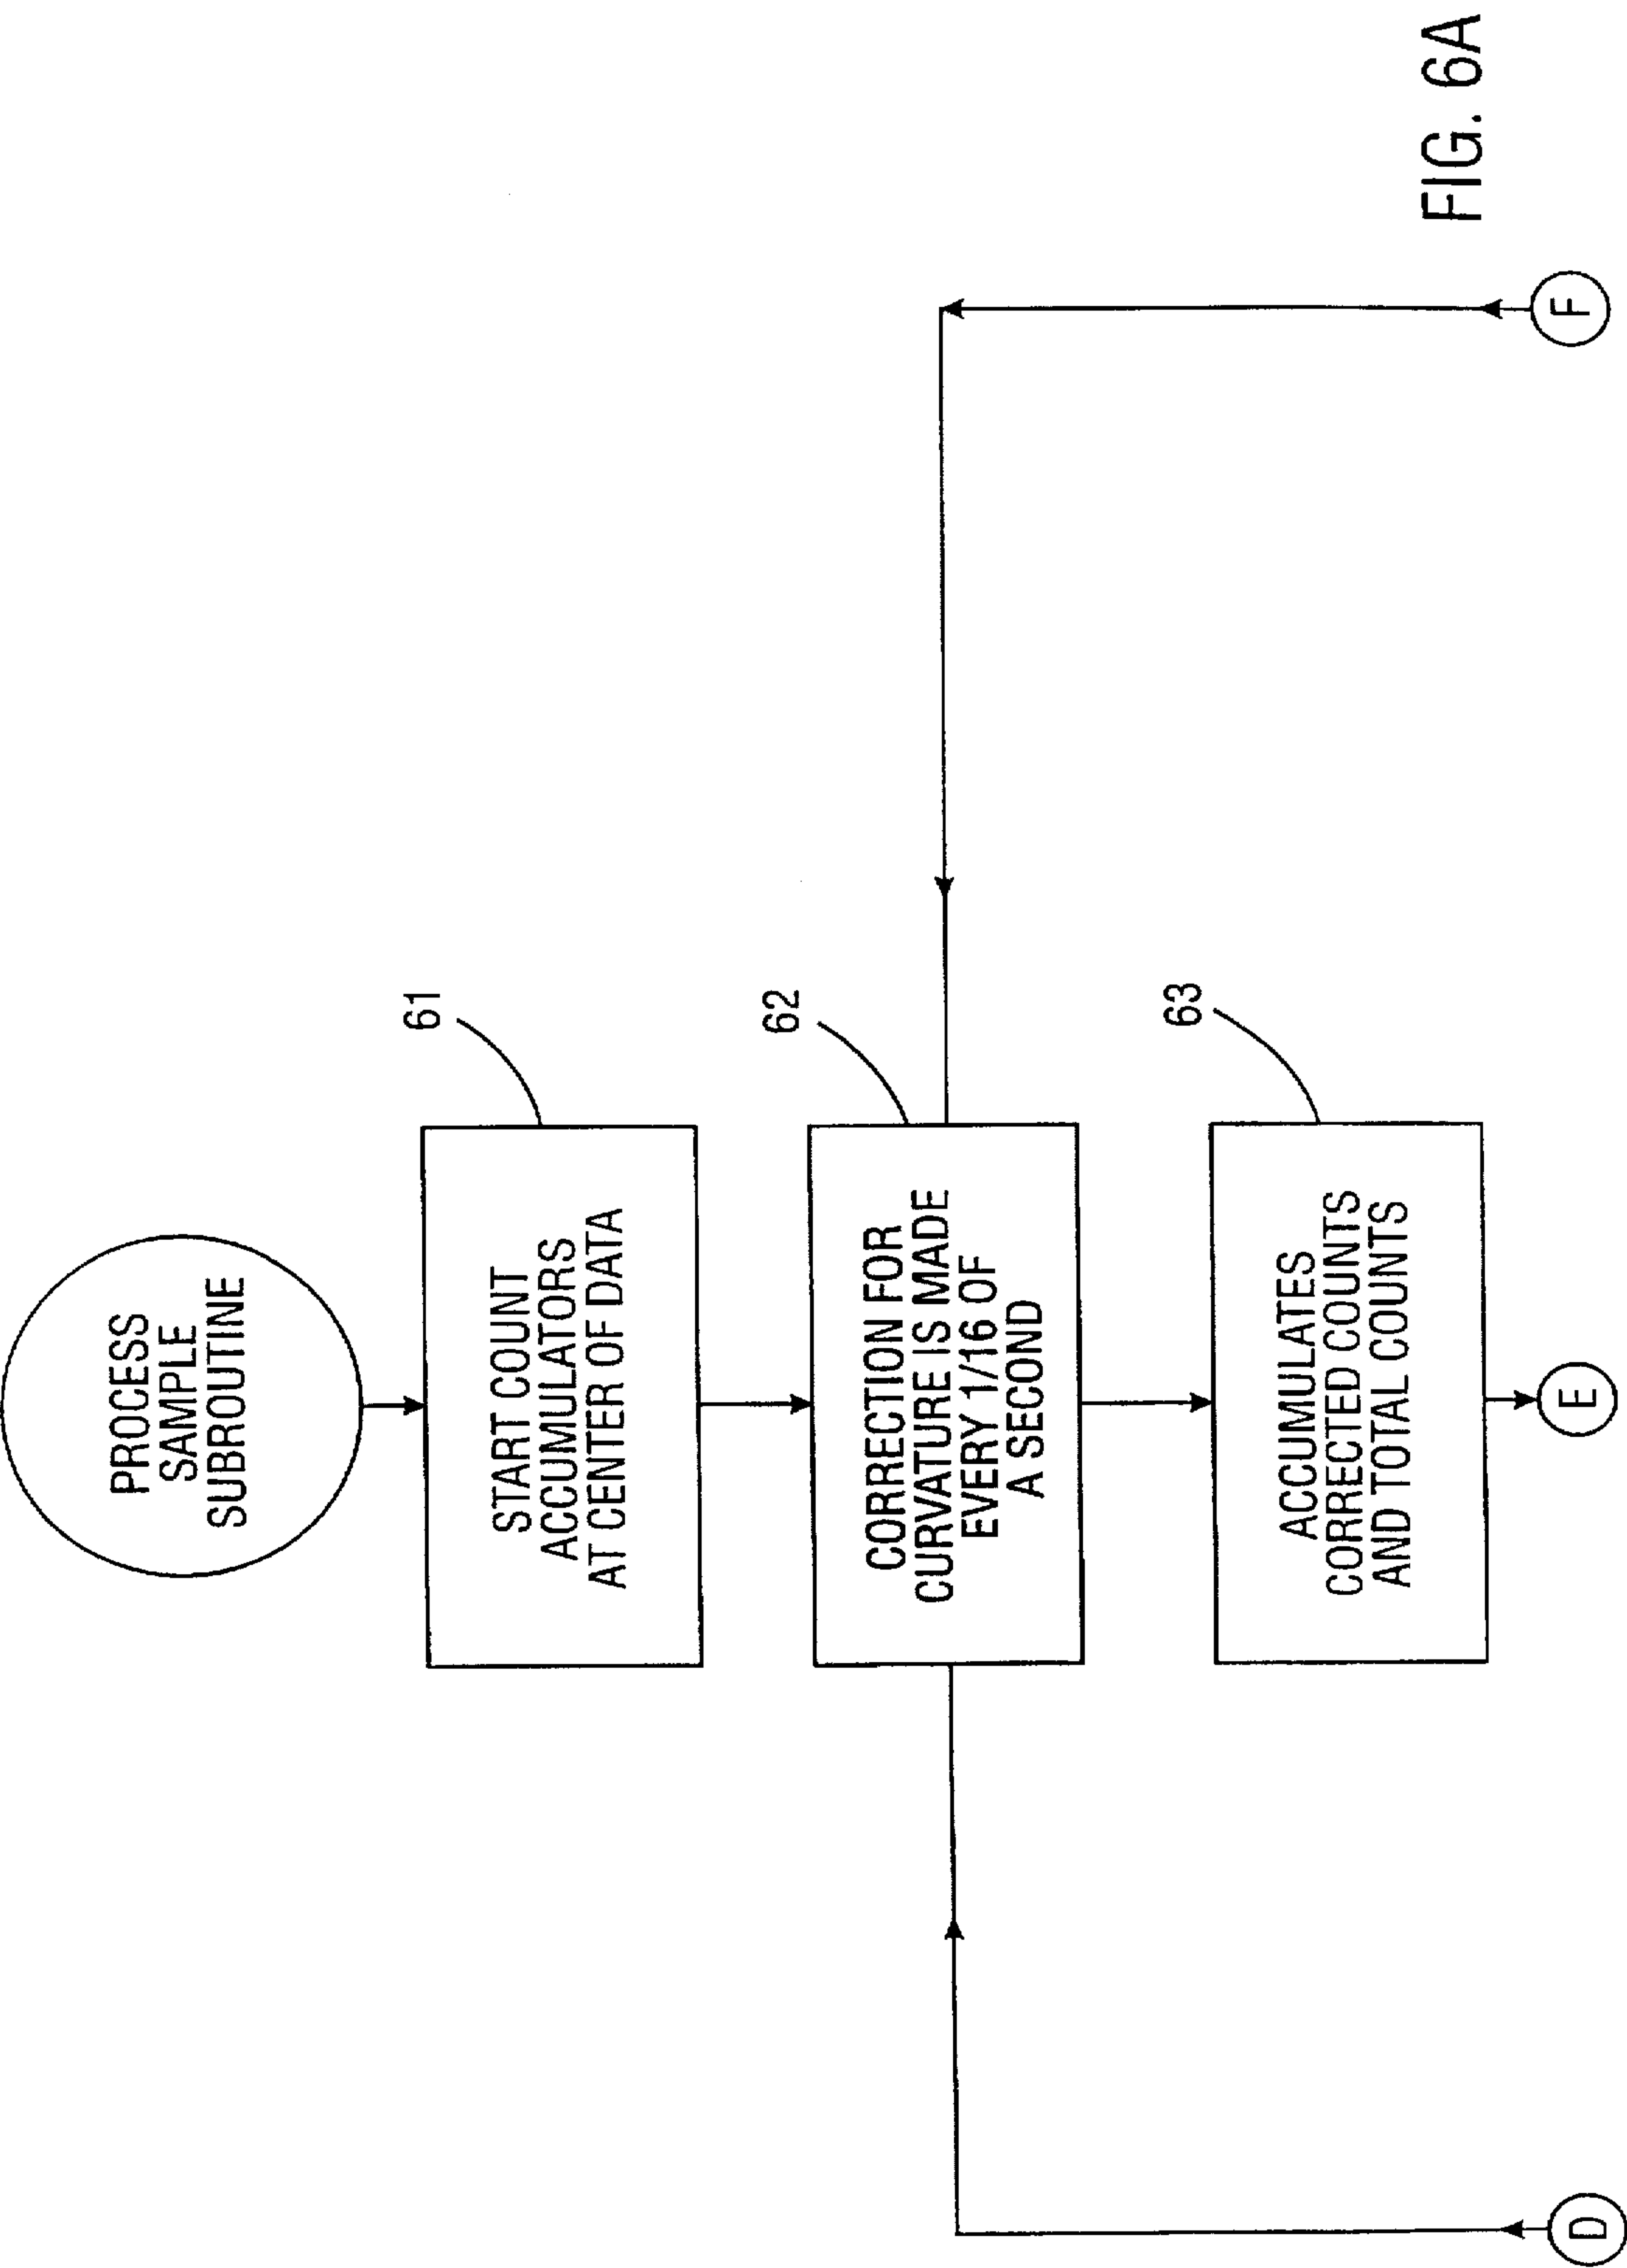 PROCESS
SAMPLE
SUBROUTINE
61
START COUNT
ACCUMULATORS
AT CENTER OF DATA
62
CORRECTION FOR
CURVATURE IS MADE
EVERY 1/16 OF
A SECOND
63
ACCUMULATES
CORRECTED COUNTS
AND TOTAL COUNTS
D
E
F
FIG. 6A